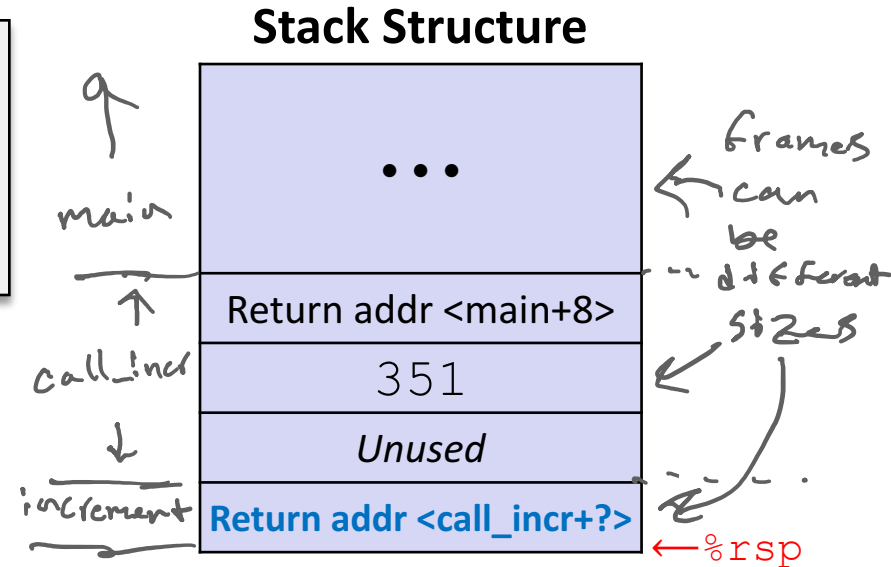 Stack Structure
...
main
Return addr <main+8>
call_incr
351
Unused
increment
Return addr <call_incr+?>
←%rsp
frames
can
be
different
sizes